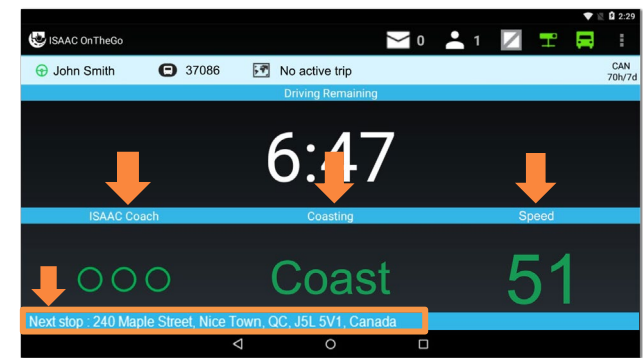 2:29
ISAAC OnTheGo 0 1
John Smith 37086 No active trip CAN
70h/7d
Driving Remaining
6:47
ISAAC Coach Coasting Speed
Coast 51
Next stop : 240 Maple Street, Nice Town, QC, J5L 5V1, Canada